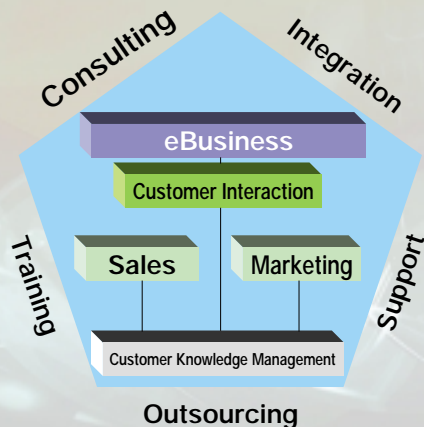 Consulting
Integration
eBusiness
Customer Interaction
Training
Sales
Marketing
Support
Customer Knowledge Management
Outsourcing